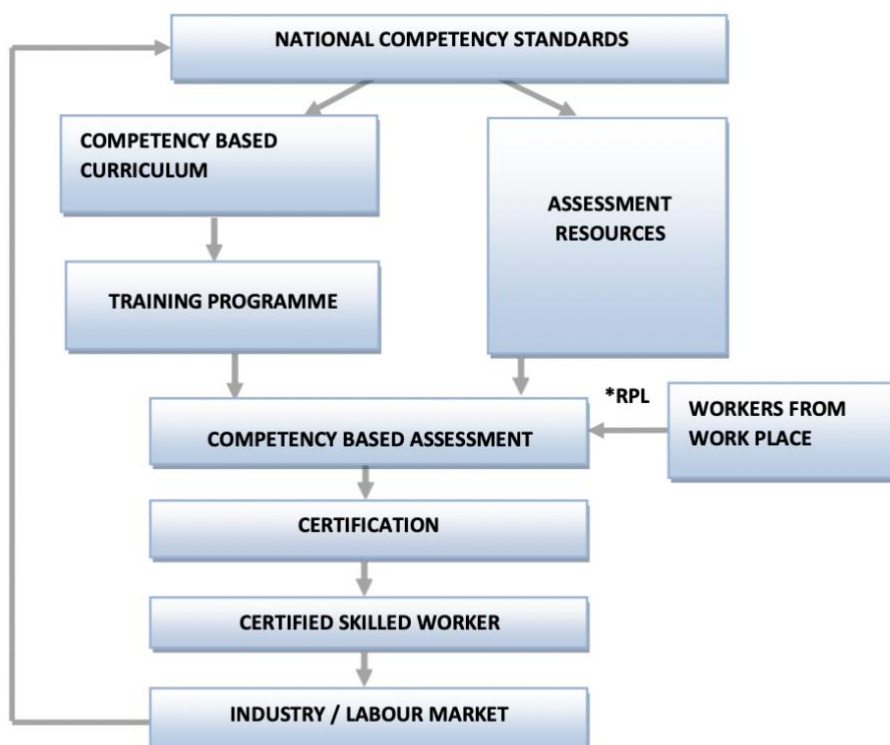 NATIONAL COMPETENCY STANDARDS
COMPETENCY BASED
CURRICULUM
ASSESSMENT
RESOURCES
TRAINING PROGRAMME
*RPL
WORKERS FROM
WORK PLACE
COMPETENCY BASED ASSESSMENT
CERTIFICATION
CERTIFIED SKILLED WORKER
INDUSTRY / LABOUR MARKET